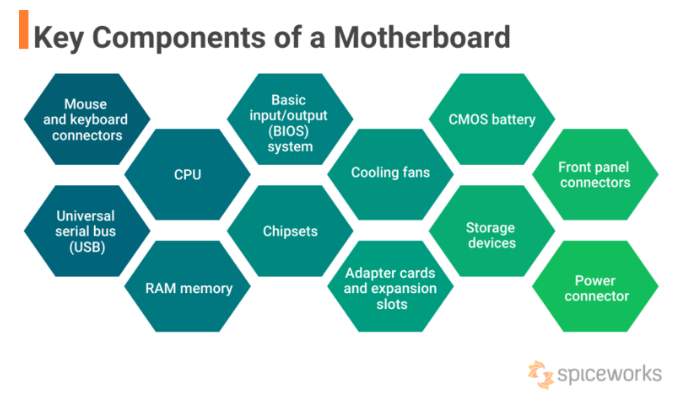 Key Components of a Motherboard
Mouse
and keyboard
connectors
CPU
Basic
input/output
(BIOS)
system
Cooling fans
CMOS battery
Front panel
connectors
Universal
serial bus
(USB)
RAM memory
Chipsets
Adapter cards
and expansion
slots
Storage
devices
Power
connector
spiceworks